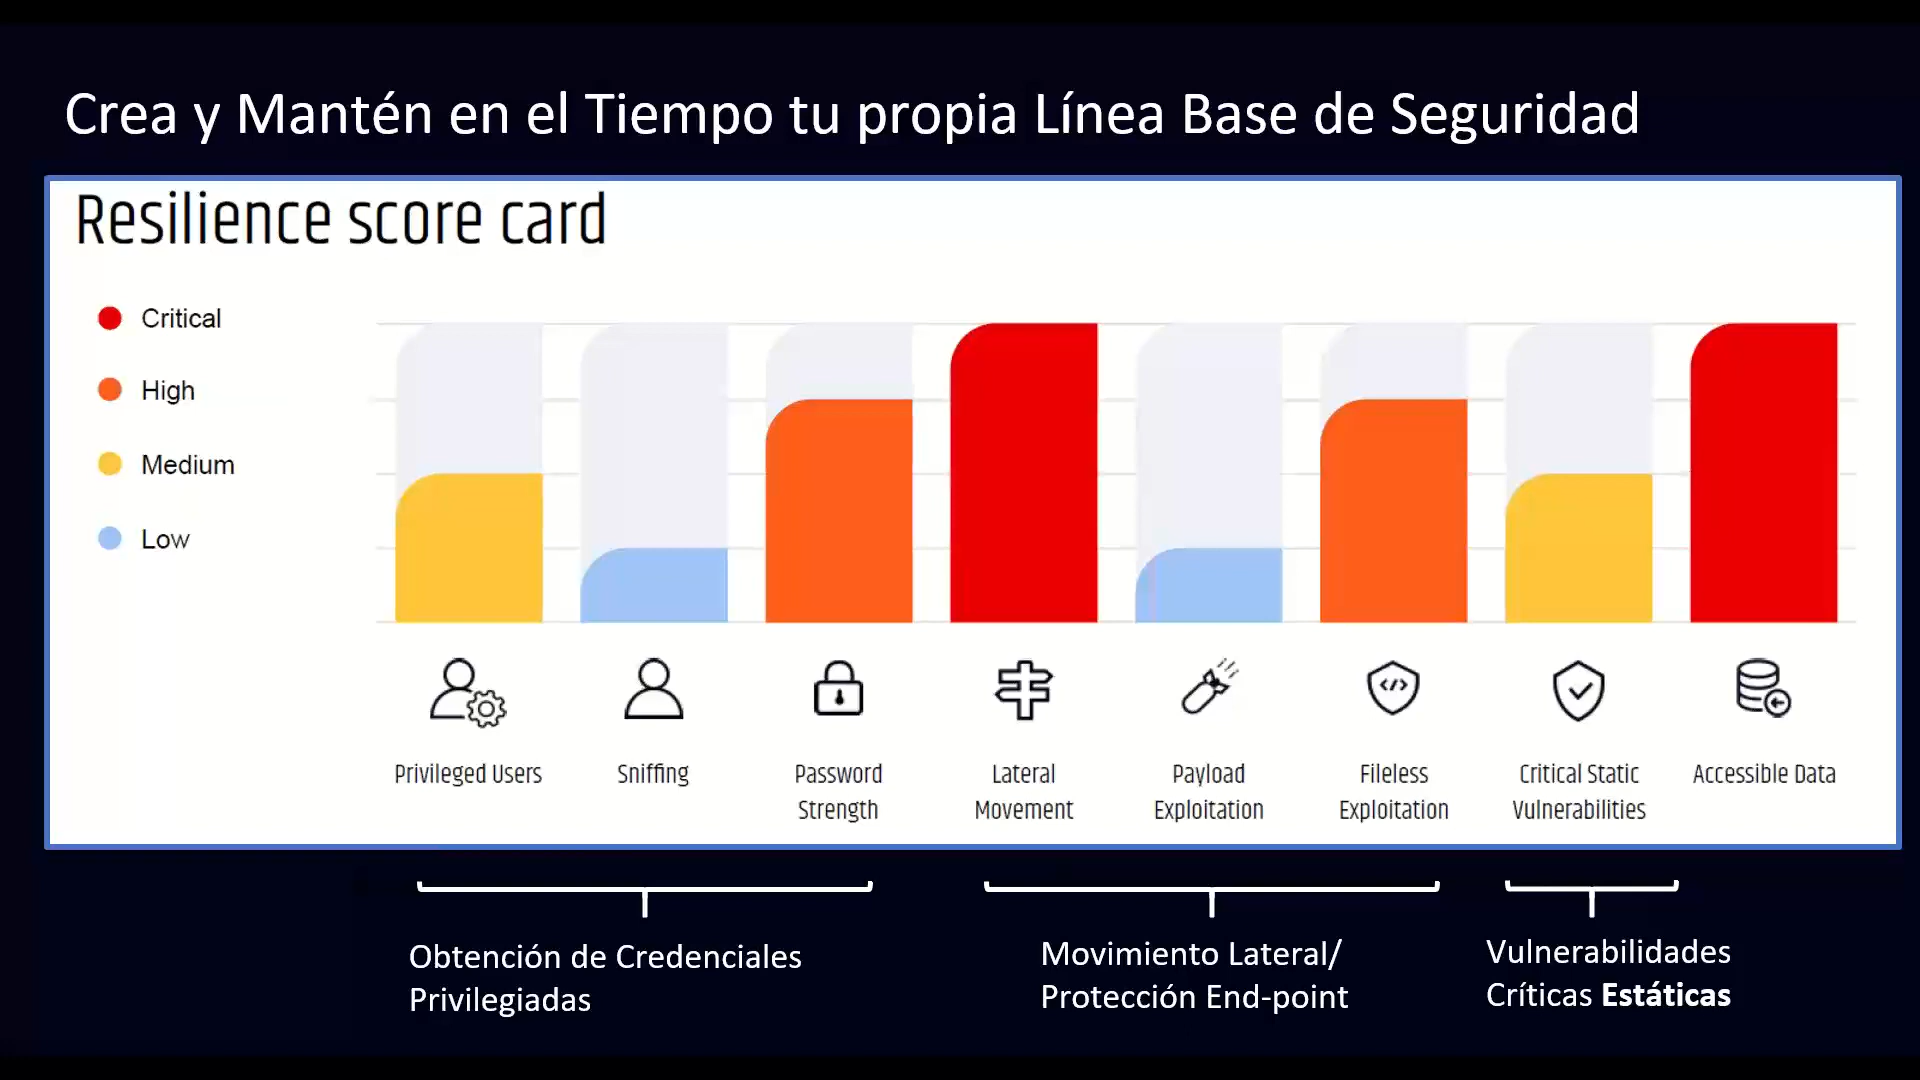 Crea y Mantén en el Tiempo tu propia Línea Base de Seguridad
Resilience score card
Critical
High
Medium
Low
Privileged Users
Sniffing
Password
Strength
Lateral
Movement
Payload
Exploitation
Fileless
Exploitation
Critical Static
Vulnerabilities
Accessible Data
Obtención de Credenciales
Privilegiadas
Movimiento Lateral/
Protección End-point
Vulnerabilidades
Críticas Estáticas